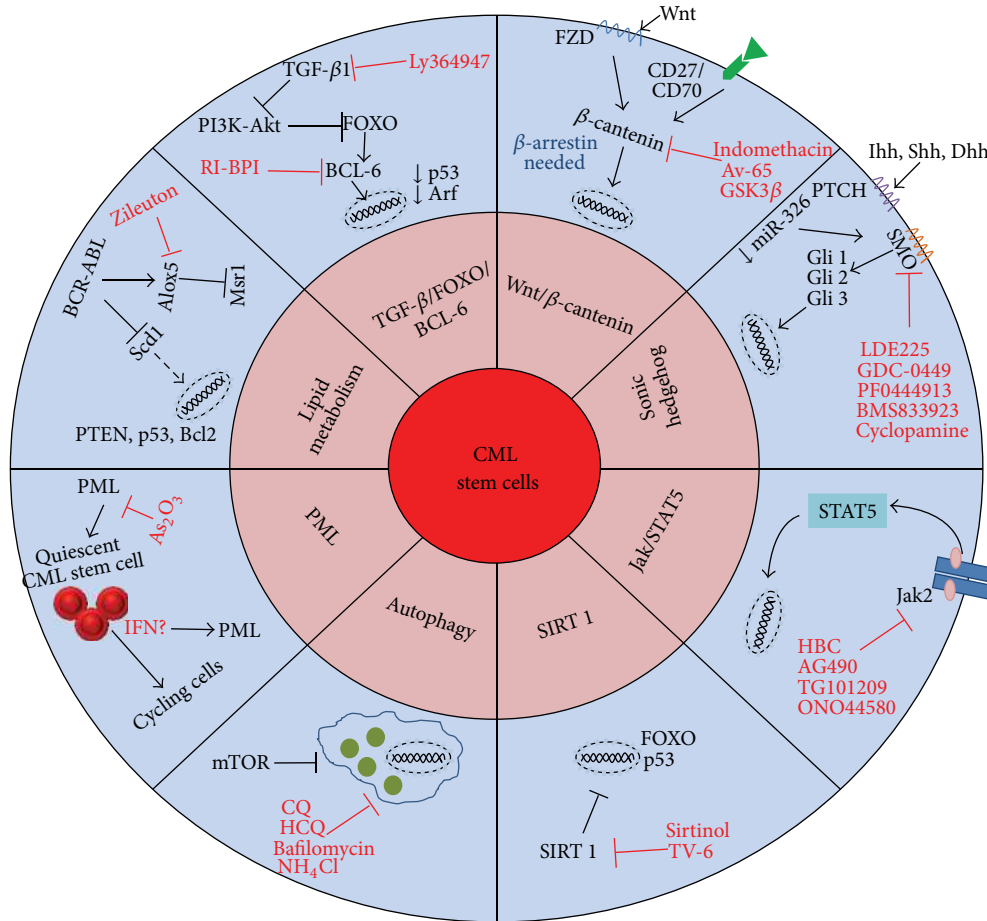 Wnt
FZD
CD27/
CD70
β-cantenin
β-arrestin
needed
Indomethacin
Av-65
GSK3β
Ihh, Shh, Dhh
PTCH
↓ miR-326
SMO
Gli 1
Gli 2
Gli 3
LDE225
GDC-0449
PF0444913
BMS833923
Cyclopamine
TGF-β1
Ly364947
PI3K-Akt
FOXO
RI-BPI
BCL-6
↓ p53
↓ Arf
Zileuton
BCR-ABL
Alox5
Msr1
Scd1
PTEN, p53, Bcl2
TGF-β/FOXO/
BCL-6
Wnt/β-cantenin
Sonic
hedgehog
Lipid
metabolism
CML
stem cells
PML
Jak/STAT5
Autophagy
SIRT 1
PML
As2O3
Quiescent
CML stem cell
IFN?
PML
Cycling cells
STAT5
Jak2
HBC
AG490
TG101209
ONO44580
mTOR
CQ
HCQ
Bafilomycin
NH4Cl
FOXO
p53
SIRT 1
Sirtinol
TV-6